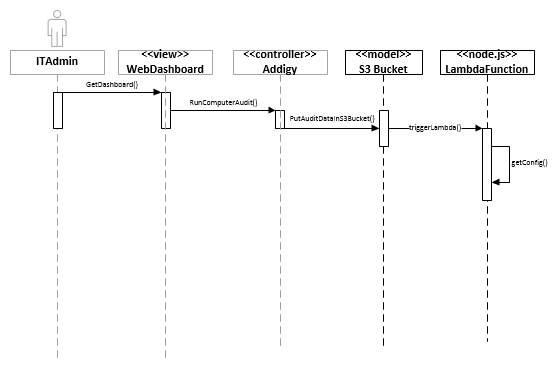 <<view>>
<<controller>>
<<model>>
<<node.js>>
ITAdmin
WebDashboard
Addigy
S3 Bucket
LambdaFunction
GetDashboard()
RunComputerAudit()
PutAuditDataInS3Bucket()
triggerLambda()
getConfig()